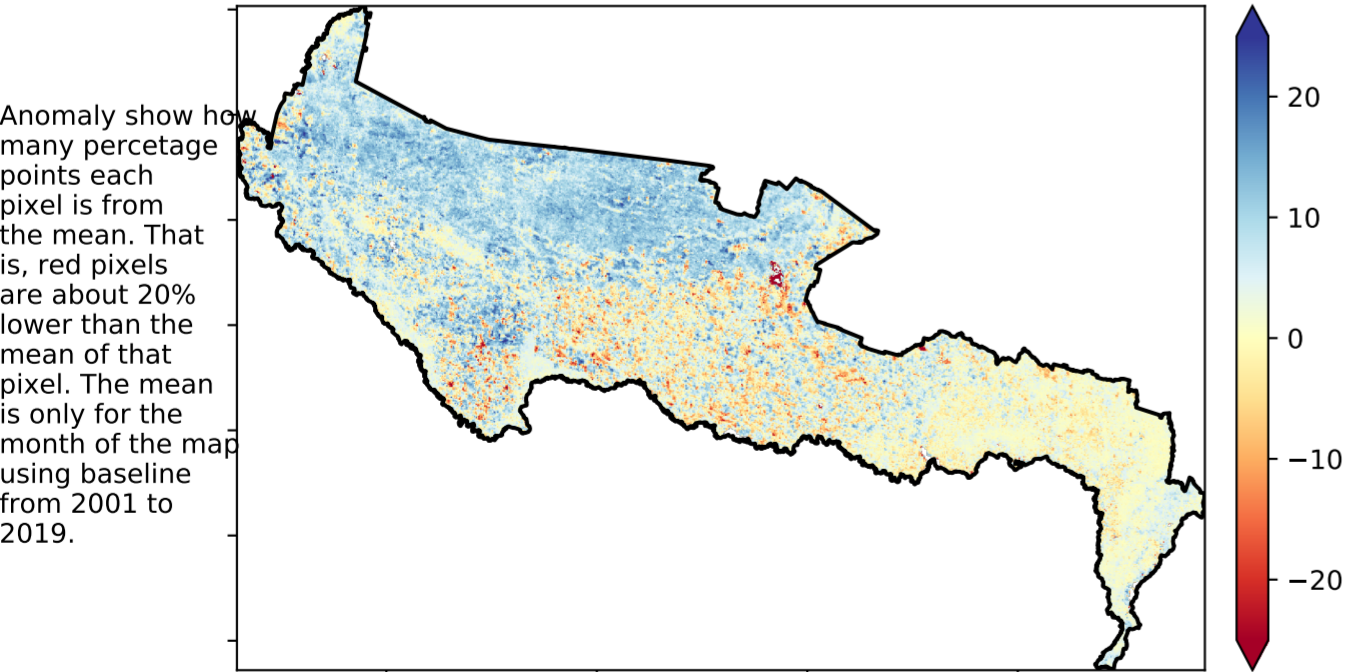 Anomaly show how
many percetage
points each
pixel is from
the mean. That
is, red pixels
are about 20%
lower than the
mean of that
pixel. The mean
is only for the
month of the map
using baseline
from 2001 to
2019.
20
10
0
−10
−20